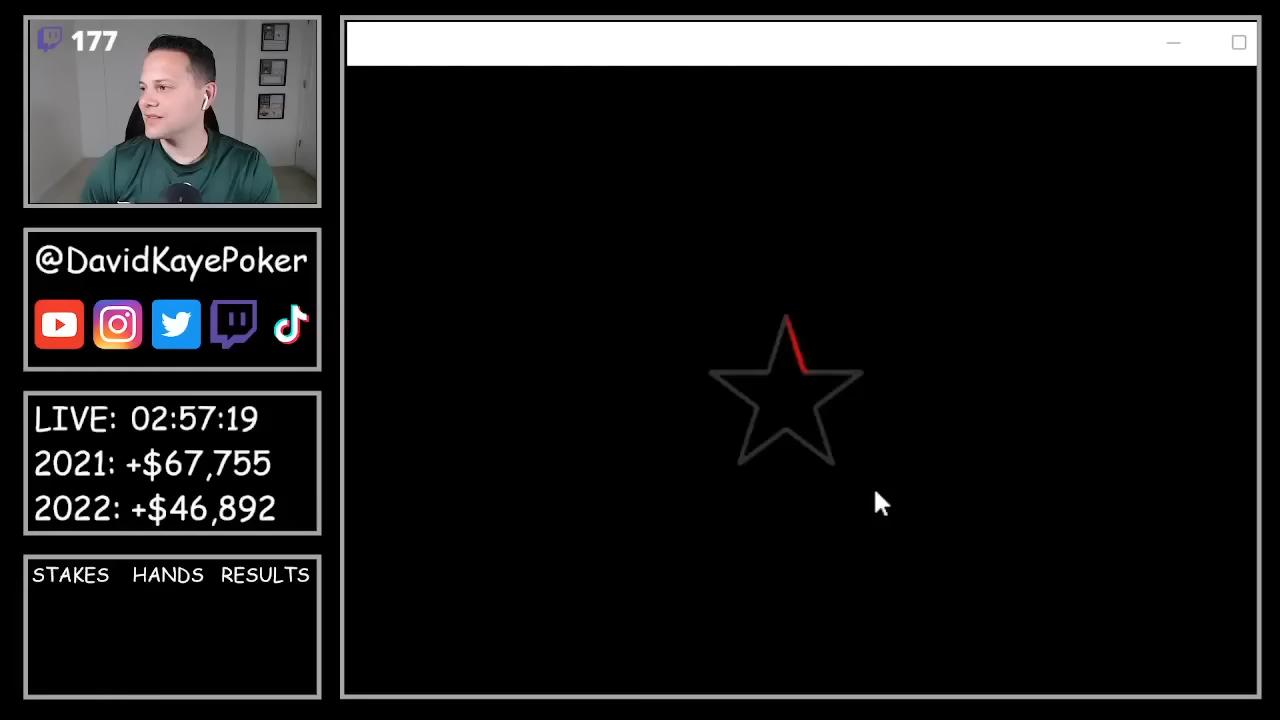 177
@DavidKayePoker
LIVE: 02:57:19
2021: +$67,755
2022: +$46,892
STAKES HANDS RESULTS